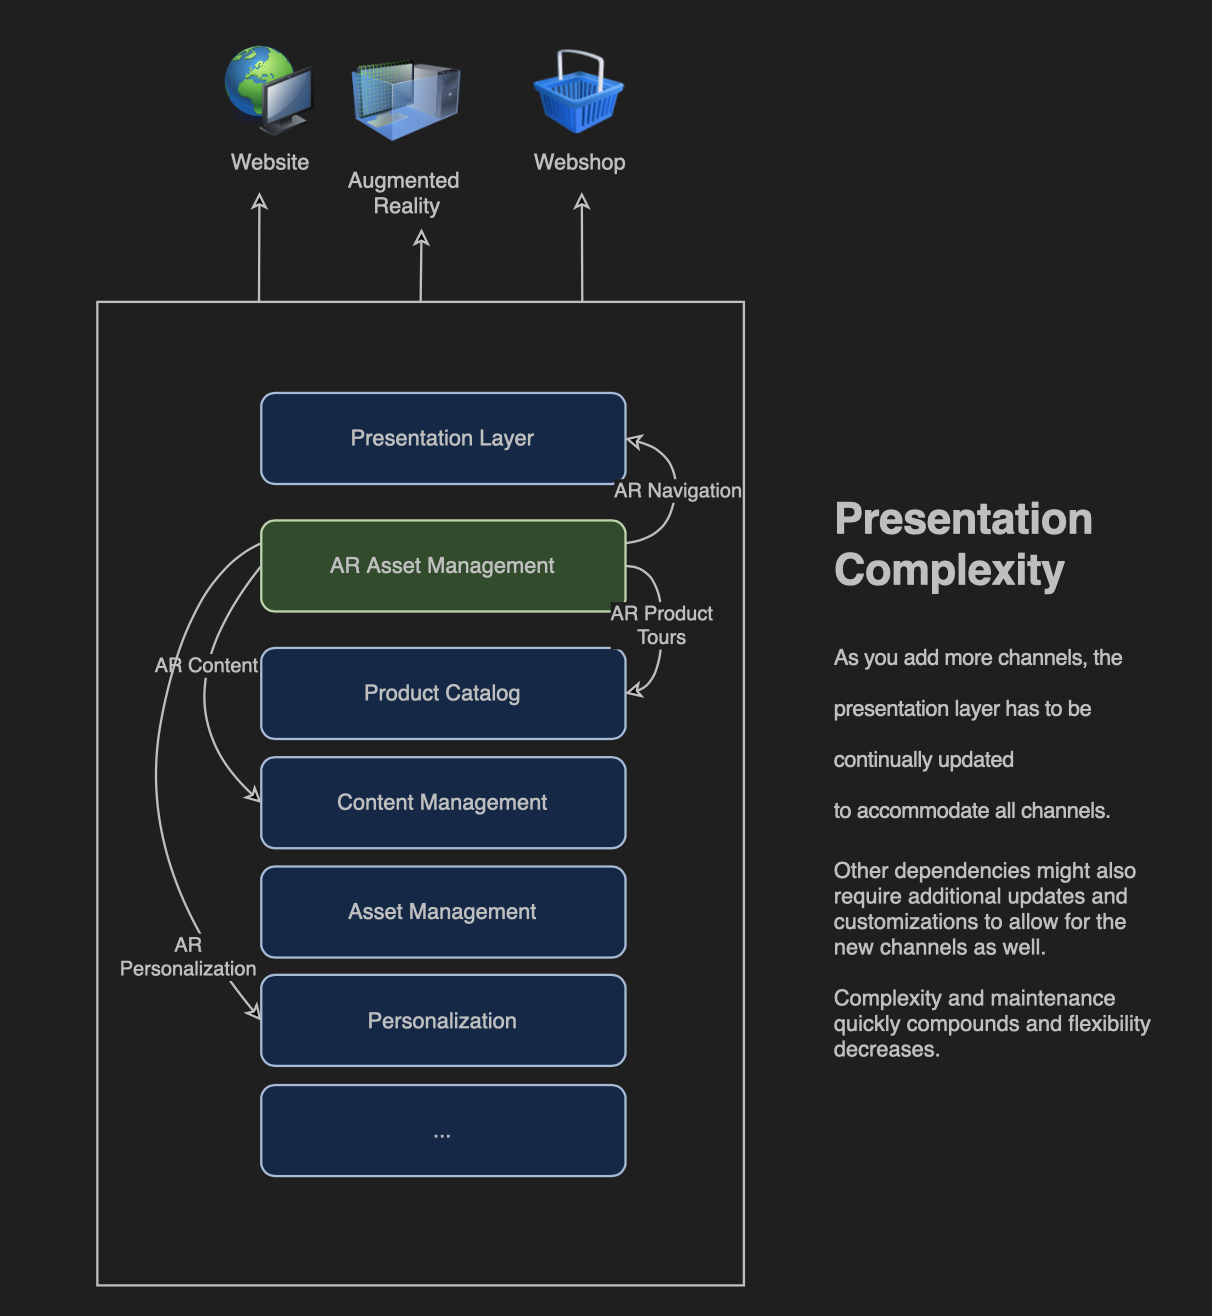 Website
Augmented
Reality
Webshop
Presentation Layer
AR Navigation
AR Asset Management
AR Product
Tours
AR Content
Product Catalog
Content Management
Asset Management
AR
Personalization
Personalization
...
Presentation
Complexity
As you add more channels, the
presentation layer has to be
continually updated
to accommodate all channels.
Other dependencies might also
require additional updates and
customizations to allow for the
new channels as well.
Complexity and maintenance
quickly compounds and flexibility
decreases.